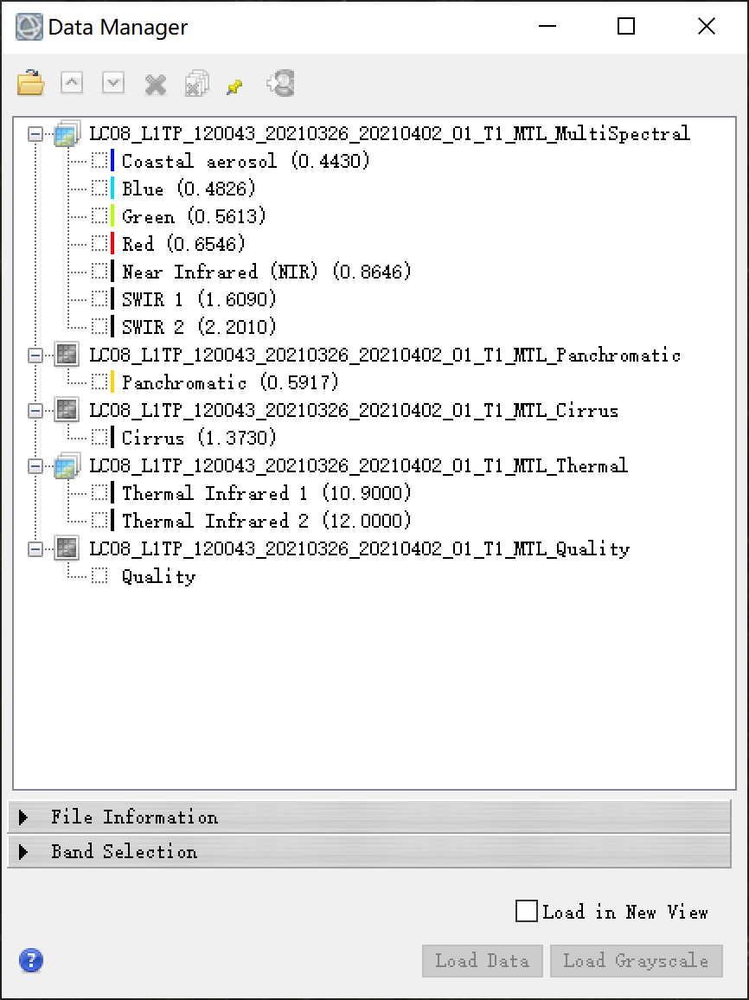 Data Manager
LC08_L1TP_120043_20210326_20210402_01_T1_MTL_MultiSpectral
Coastal aerosol (0.4430)
Blue (0.4826)
Green (0.5613)
Red (0.6546)
Near Infrared (NIR) (0.8646)
SWIR 1 (1.6090)
SWIR 2 (2.2010)
LC08_L1TP_120043_20210326_20210402_01_T1_MTL_Panchromatic
Panchromatic (0.5917)
LC08_L1TP_120043_20210326_20210402_01_T1_MTL_Cirrus
Cirrus (1.3730)
LC08_L1TP_120043_20210326_20210402_01_T1_MTL_Thermal
Thermal Infrared 1 (10.9000)
Thermal Infrared 2 (12.0000)
LC08_L1TP_120043_20210326_20210402_01_T1_MTL_Quality
Quality
File Information
Band Selection
Load in New View
?
Load Data Load Grayscale